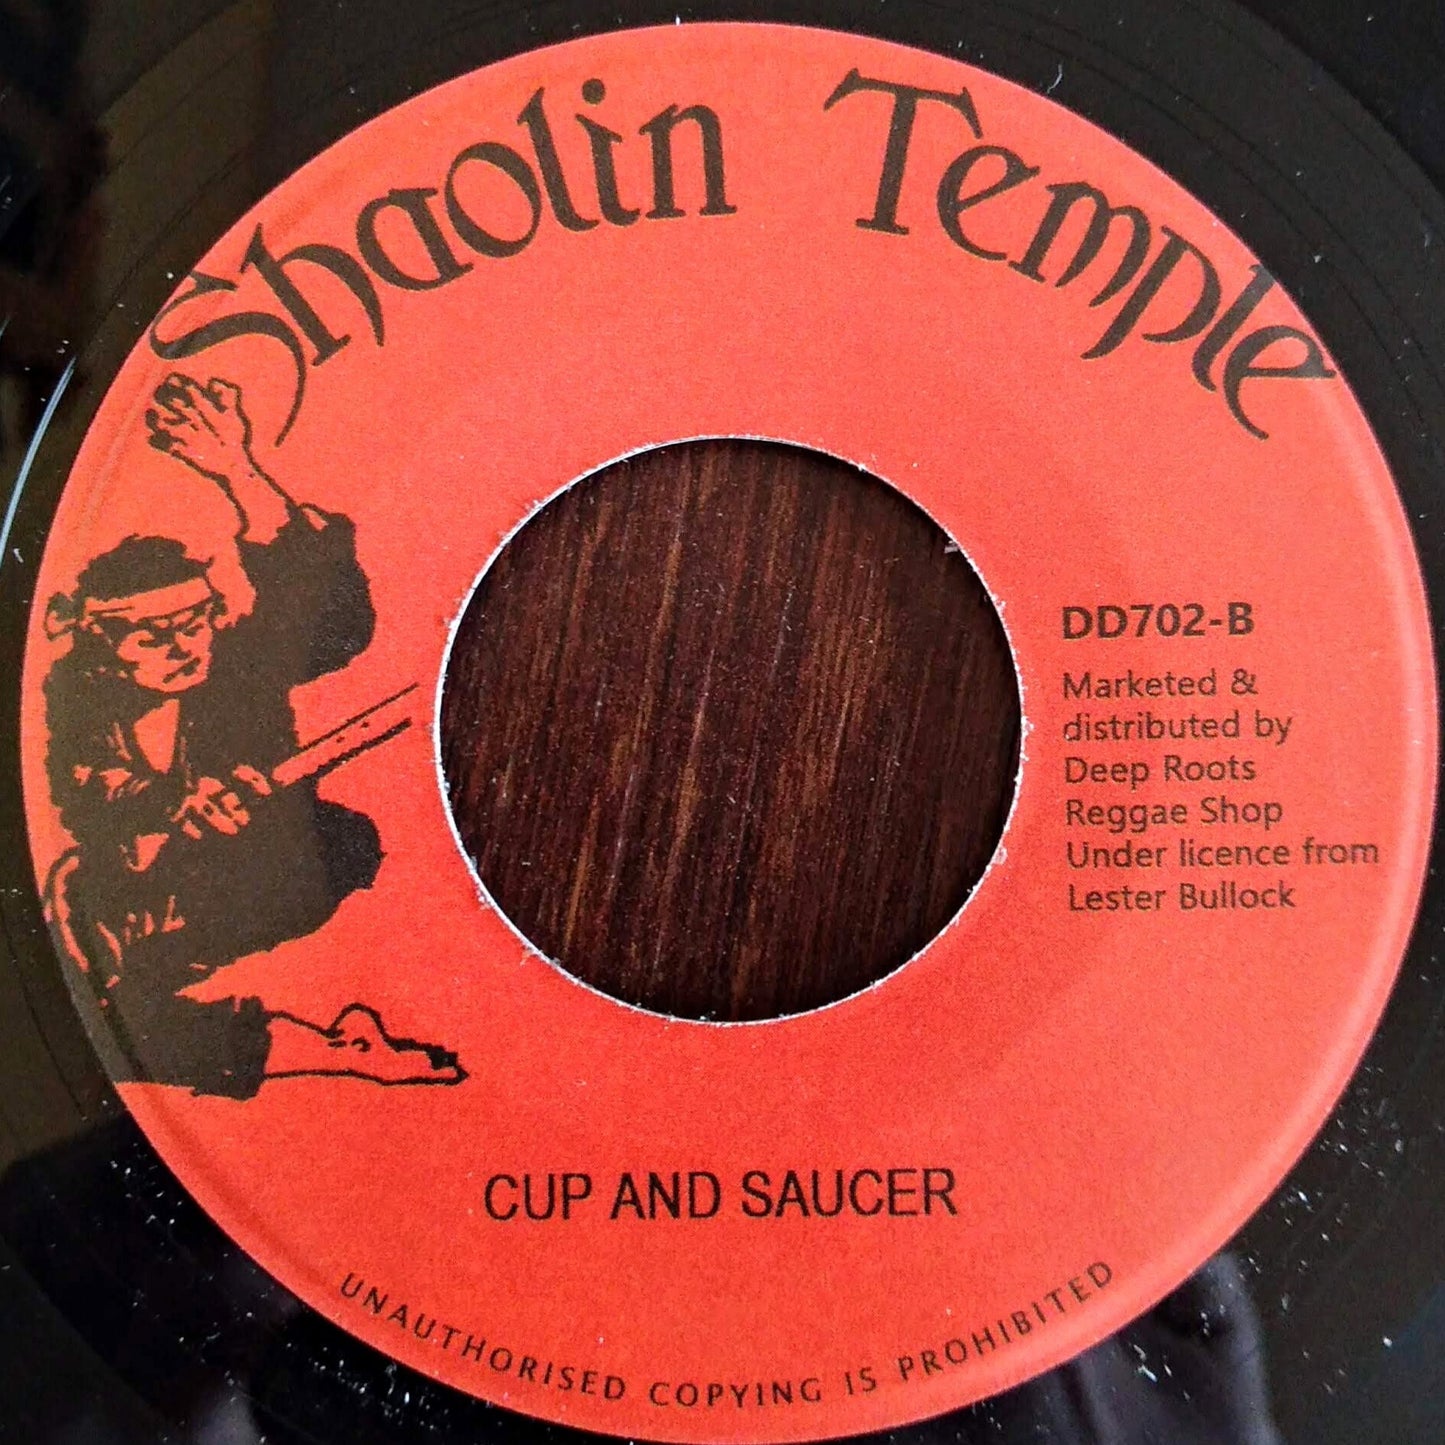 Shaolin Temple
DD702-B
Marketed &
distributed by
Deep Roots
Reggae Shop
Under licence from
Lester Bullock
CUP AND SAUCER
UNAUTHORISED COPYING IS PROHIBITED